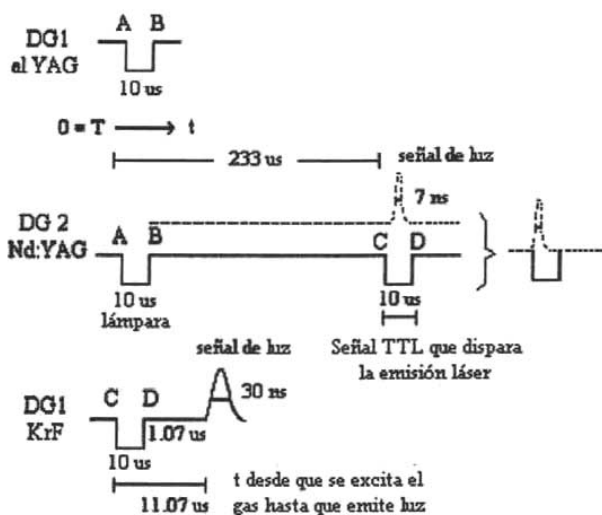 A B
DG1
al YAG
10 us
0 = T t
233 us
señal de luz
7 ns
DG 2
Nd:YAG
A B
C D
10 us
10 us
lámpara
Señal TTL que dispara
la emisión láser
señal de luz
DG1
KrF
C D
30 ns
1.07 us
10 us
11.07 us
t desde que se excita el
gas hasta que emite luz